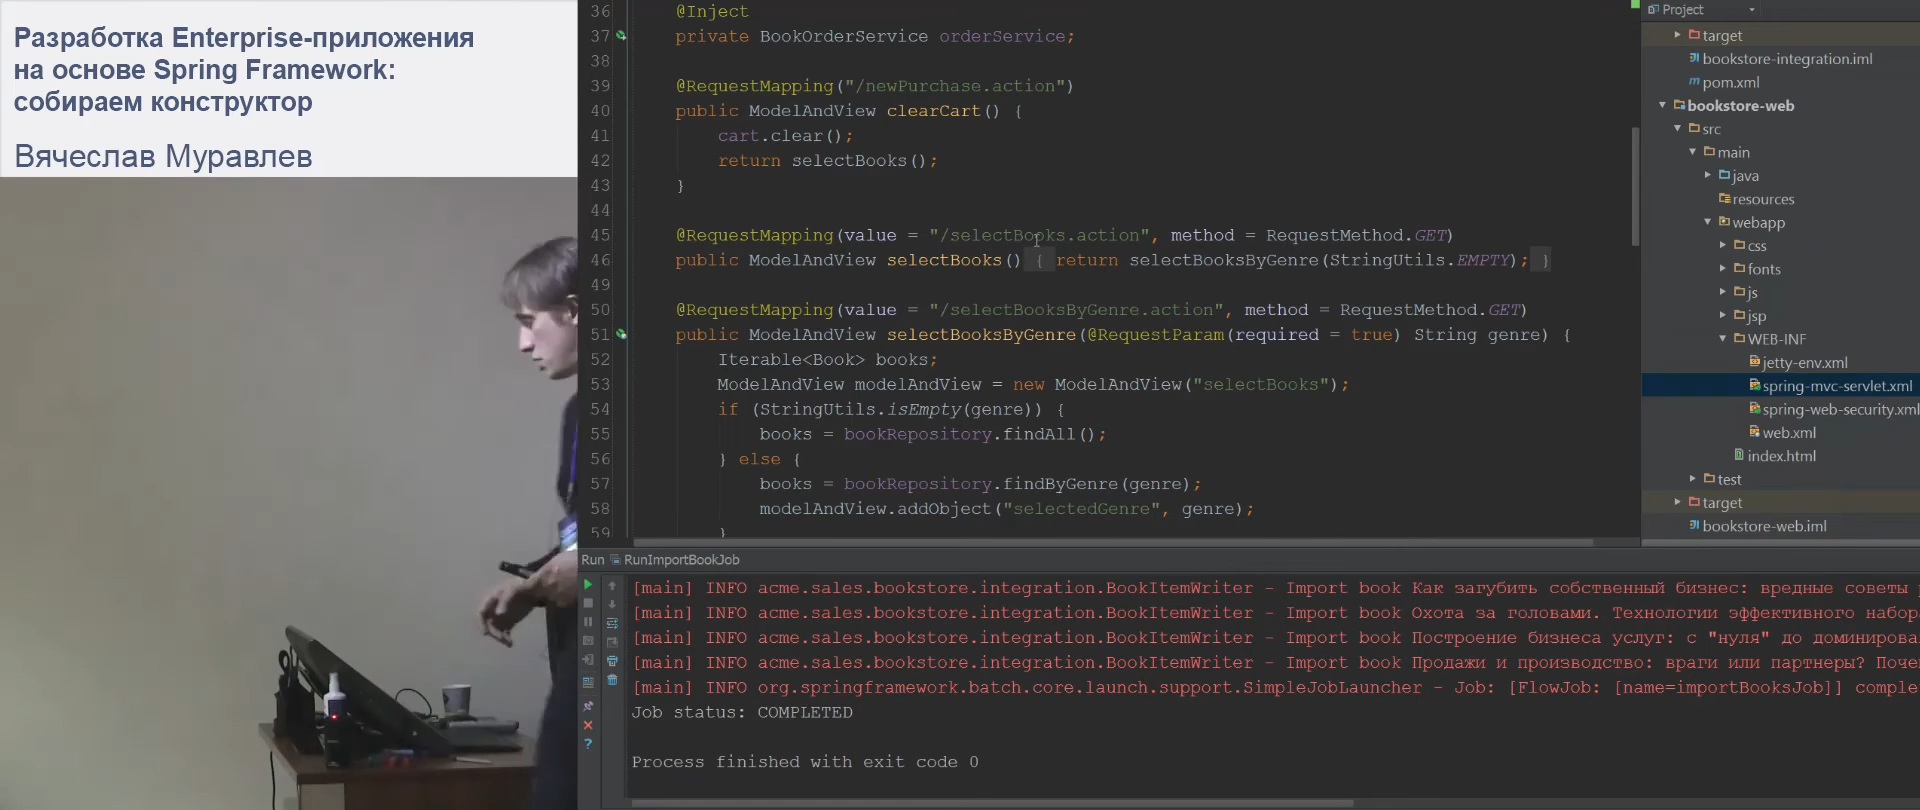 Разработка Enterprise-приложения
на основе Spring Framework:
собираем конструктор
Вячеслав Муравлев
36 @Inject
37 private BookOrderService orderService;
38
39 @RequestMapping("/newPurchase.action")
40 public ModelAndView clearCart() {
41 cart.clear();
42 return selectBooks();
43 }
44
45 @RequestMapping(value = "/selectBooks.action", method = RequestMethod.GET)
46 public ModelAndView selectBooks() { return selectBooksByGenre(StringUtils.EMPTY); }
49
50 @RequestMapping(value = "/selectBooksByGenre.action", method = RequestMethod.GET)
51 public ModelAndView selectBooksByGenre(@RequestParam(required = true) String genre) {
52 Iterable<Book> books;
53 ModelAndView modelAndView = new ModelAndView("selectBooks");
54 if (StringUtils.isEmpty(genre)) {
55 books = bookRepository.findAll();
56 } else {
57 books = bookRepository.findByGenre(genre);
58 modelAndView.addObject("selectedGenre", genre);
59 }
Project
target
bookstore-integration.iml
pom.xml
bookstore-web
src
main
java
resources
webapp
css
fonts
js
jsp
WEB-INF
jetty-env.xml
spring-mvc-servlet.xml
spring-web-security.xml
web.xml
index.html
test
target
bookstore-web.iml
Run RunImportBookJob
[main] INFO acme.sales.bookstore.integration.BookItemWriter - Import book Как загубить собственный бизнес: вредные советы
[main] INFO acme.sales.bookstore.integration.BookItemWriter - Import book Охота за головами. Технологии эффективного набор
[main] INFO acme.sales.bookstore.integration.BookItemWriter - Import book Построение бизнеса услуг: с "нуля" до доминирова
[main] INFO acme.sales.bookstore.integration.BookItemWriter - Import book Продажи и производство: враги или партнеры? Поче
[main] INFO org.springframework.batch.core.launch.support.SimpleJobLauncher - Job: [FlowJob: [name=importBooksJob]] comple
Job status: COMPLETED
Process finished with exit code 0